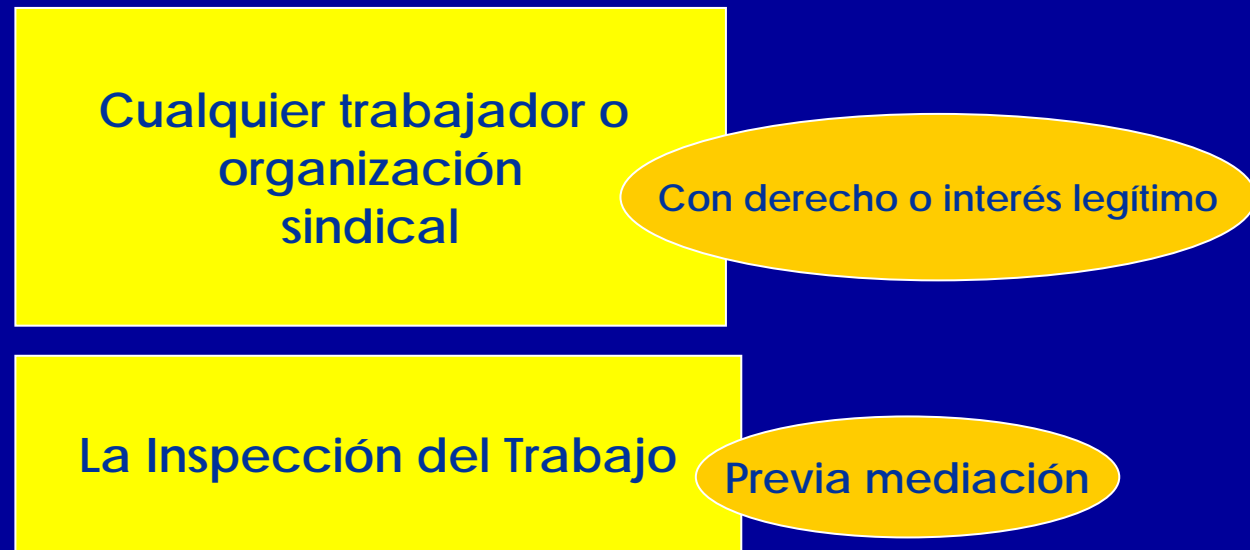 Cualquier trabajador o
organización
sindical
Con derecho o interés legítimo
La Inspección del Trabajo
Previa mediación